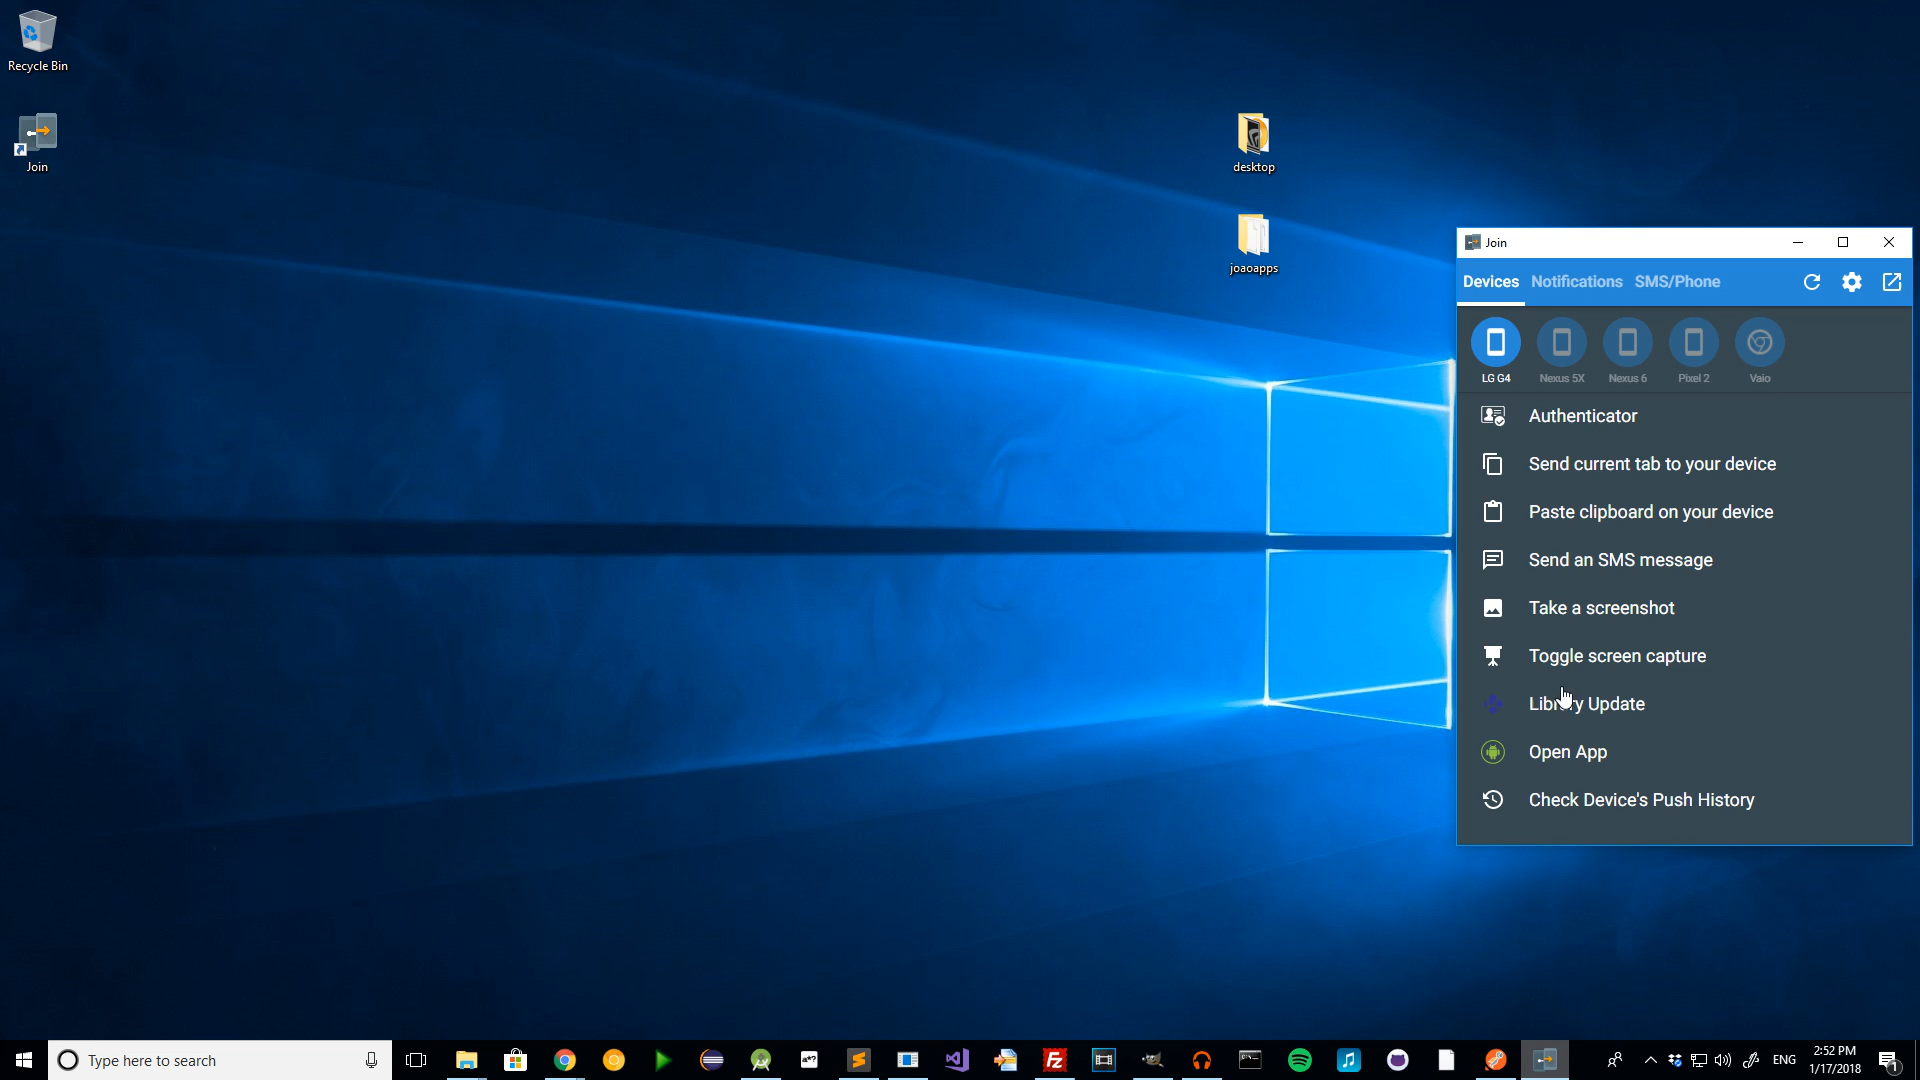 Recycle Bin
Join
desktop
joaoapps
Join
Devices Notifications SMS/Phone
LG G4 Nexus 5X Nexus 6 Pixel 2 Vaio
Authenticator
Send current tab to your device
Paste clipboard on your device
Send an SMS message
Take a screenshot
Toggle screen capture
Library Update
Open App
Check Device's Push History
Type here to search
a*?
Fz
ENG
2:52 PM
1/17/2018
1